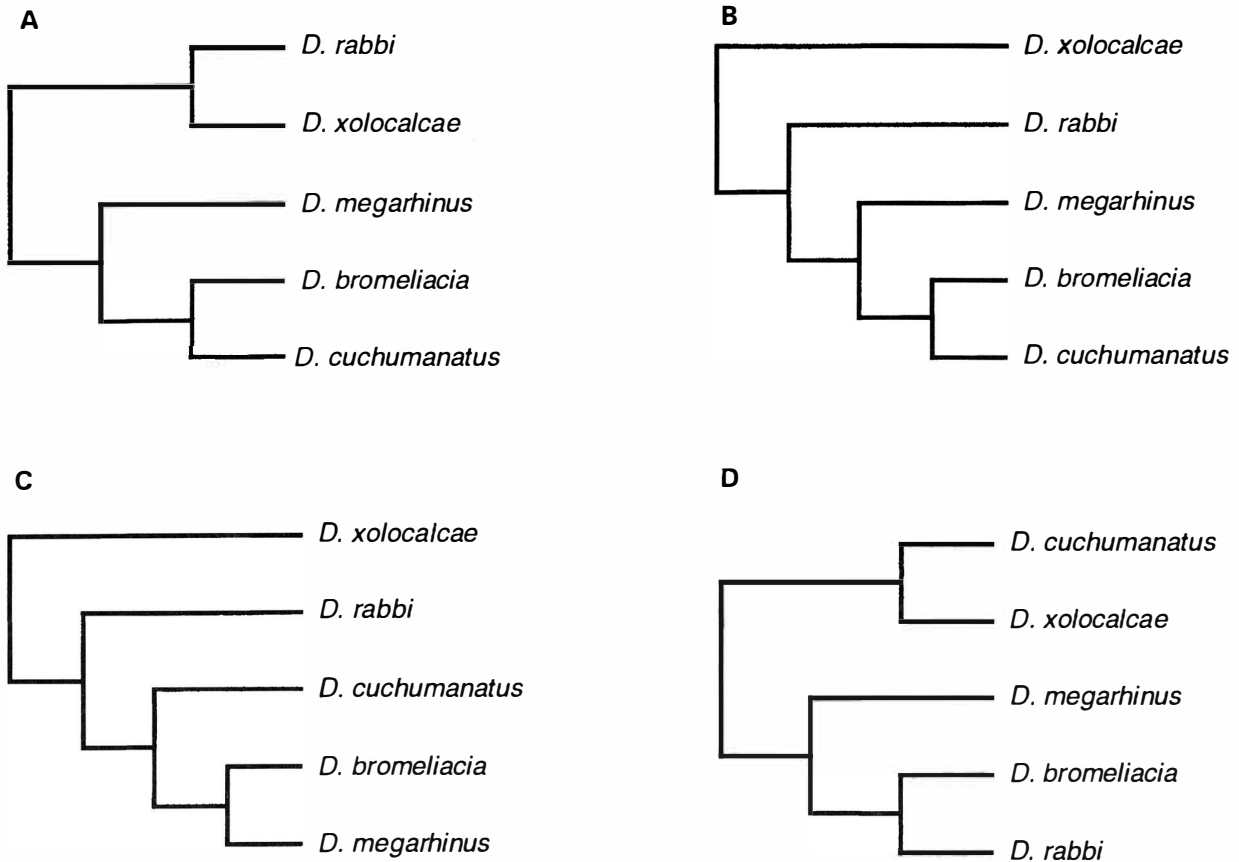 A
D. rabbi
D. xolocalcae
D. megarhinus
D. bromeliacia
D. cuchumanatus
B
D. xolocalcae
D. rabbi
D. megarhinus
D. bromeliacia
D. cuchumanatus
C
D. xolocalcae
D. rabbi
D. cuchumanatus
D. bromeliacia
D. megarhinus
D
D. cuchumanatus
D. xolocalcae
D. megarhinus
D. bromeliacia
D. rabbi